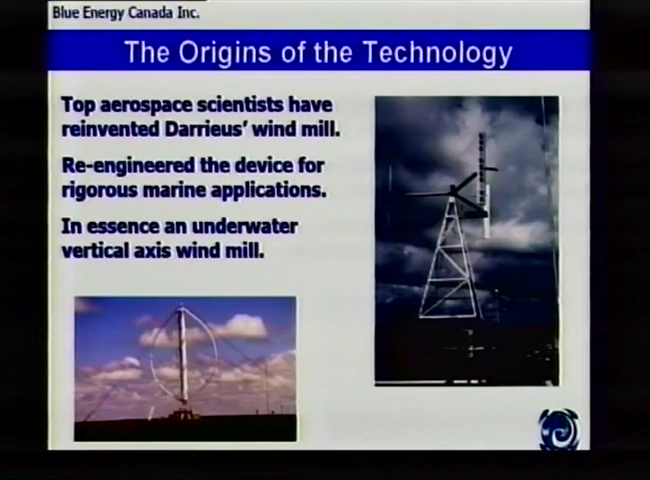 Blue Energy Canada Inc.
The Origins of the Technology
Top aerospace scientists have
reinvented Darrieus' wind mill.
Re-engineered the device for
rigorous marine applications.
In essence an underwater
vertical axis wind mill.